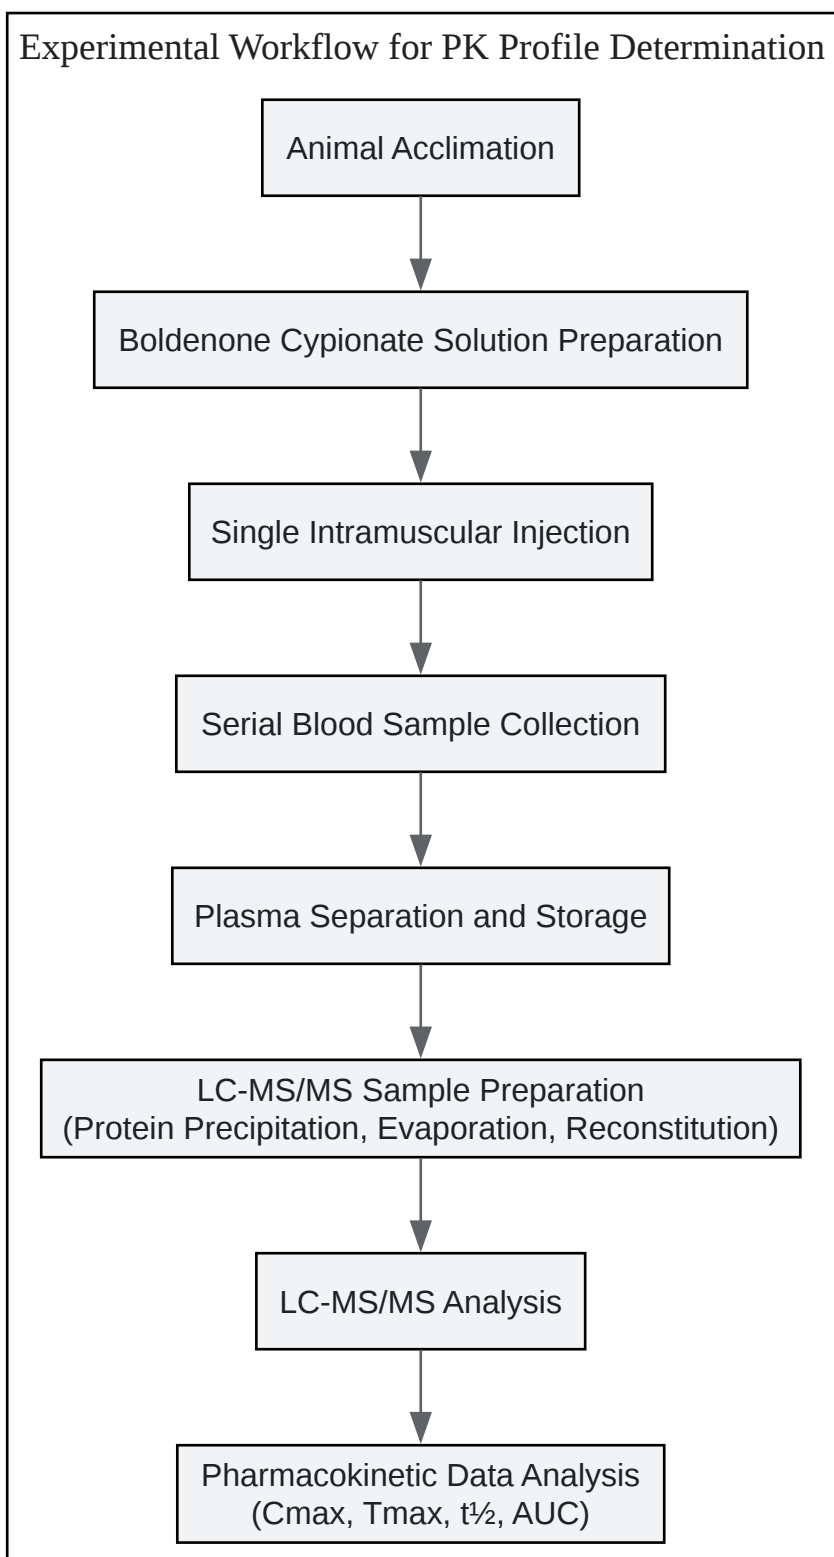 Experimental Workflow for PK Profile Determination
Animal Acclimation
Boldenone Cypionate Solution Preparation
Single Intramuscular Injection
Serial Blood Sample Collection
Plasma Separation and Storage
LC-MS/MS Sample Preparation
(Protein Precipitation, Evaporation, Reconstitution)
LC-MS/MS Analysis
Pharmacokinetic Data Analysis
(Cmax, Tmax, t½, AUC)